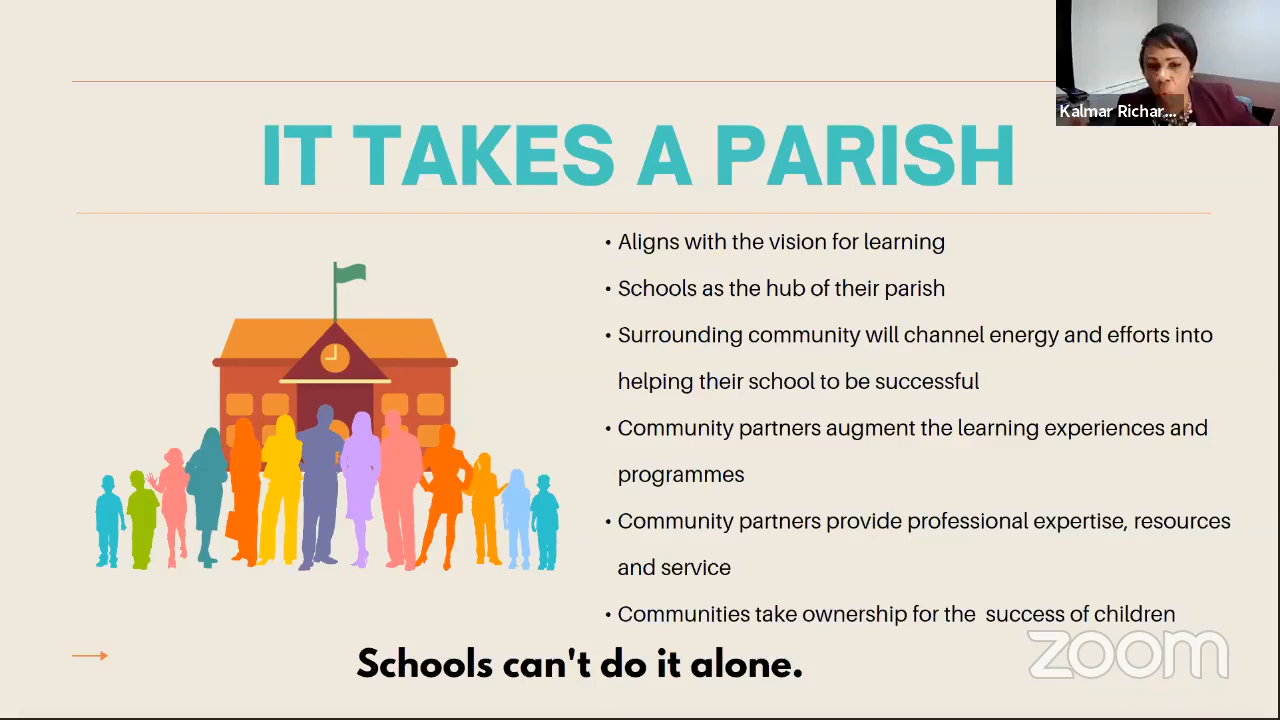 Kalmar Richar...
IT TAKES A PARISH
• Aligns with the vision for learning
• Schools as the hub of their parish
• Surrounding community will channel energy and efforts into
helping their school to be successful
• Community partners augment the learning experiences and
programmes
• Community partners provide professional expertise, resources
and service
• Communities take ownership for the  success of children
Schools can't do it alone.
zoom